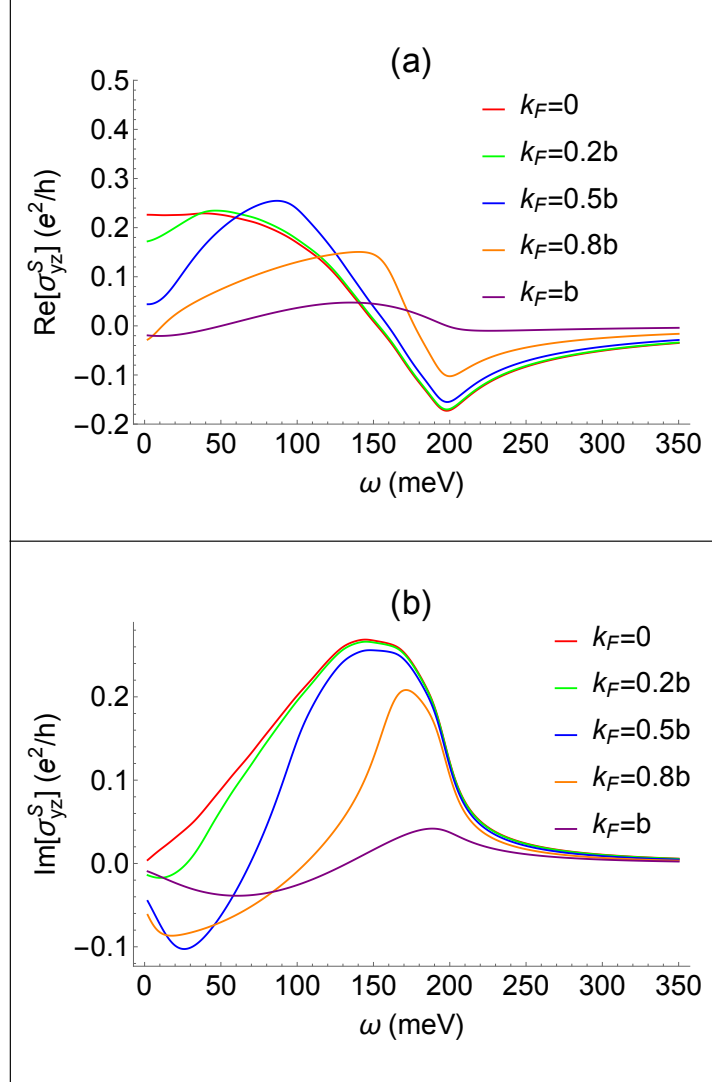 (a)
0.5
0.4
0.3
0.2
0.1
0.0
−0.1
−0.2
Re[σ^S_yz] (e²/h)
k_F=0
k_F=0.2b
k_F=0.5b
k_F=0.8b
k_F=b
0 50 100 150 200 250 300 350
ω (meV)
(b)
0.2
0.1
0.0
−0.1
Im[σ^S_yz] (e²/h)
k_F=0
k_F=0.2b
k_F=0.5b
k_F=0.8b
k_F=b
0 50 100 150 200 250 300 350
ω (meV)